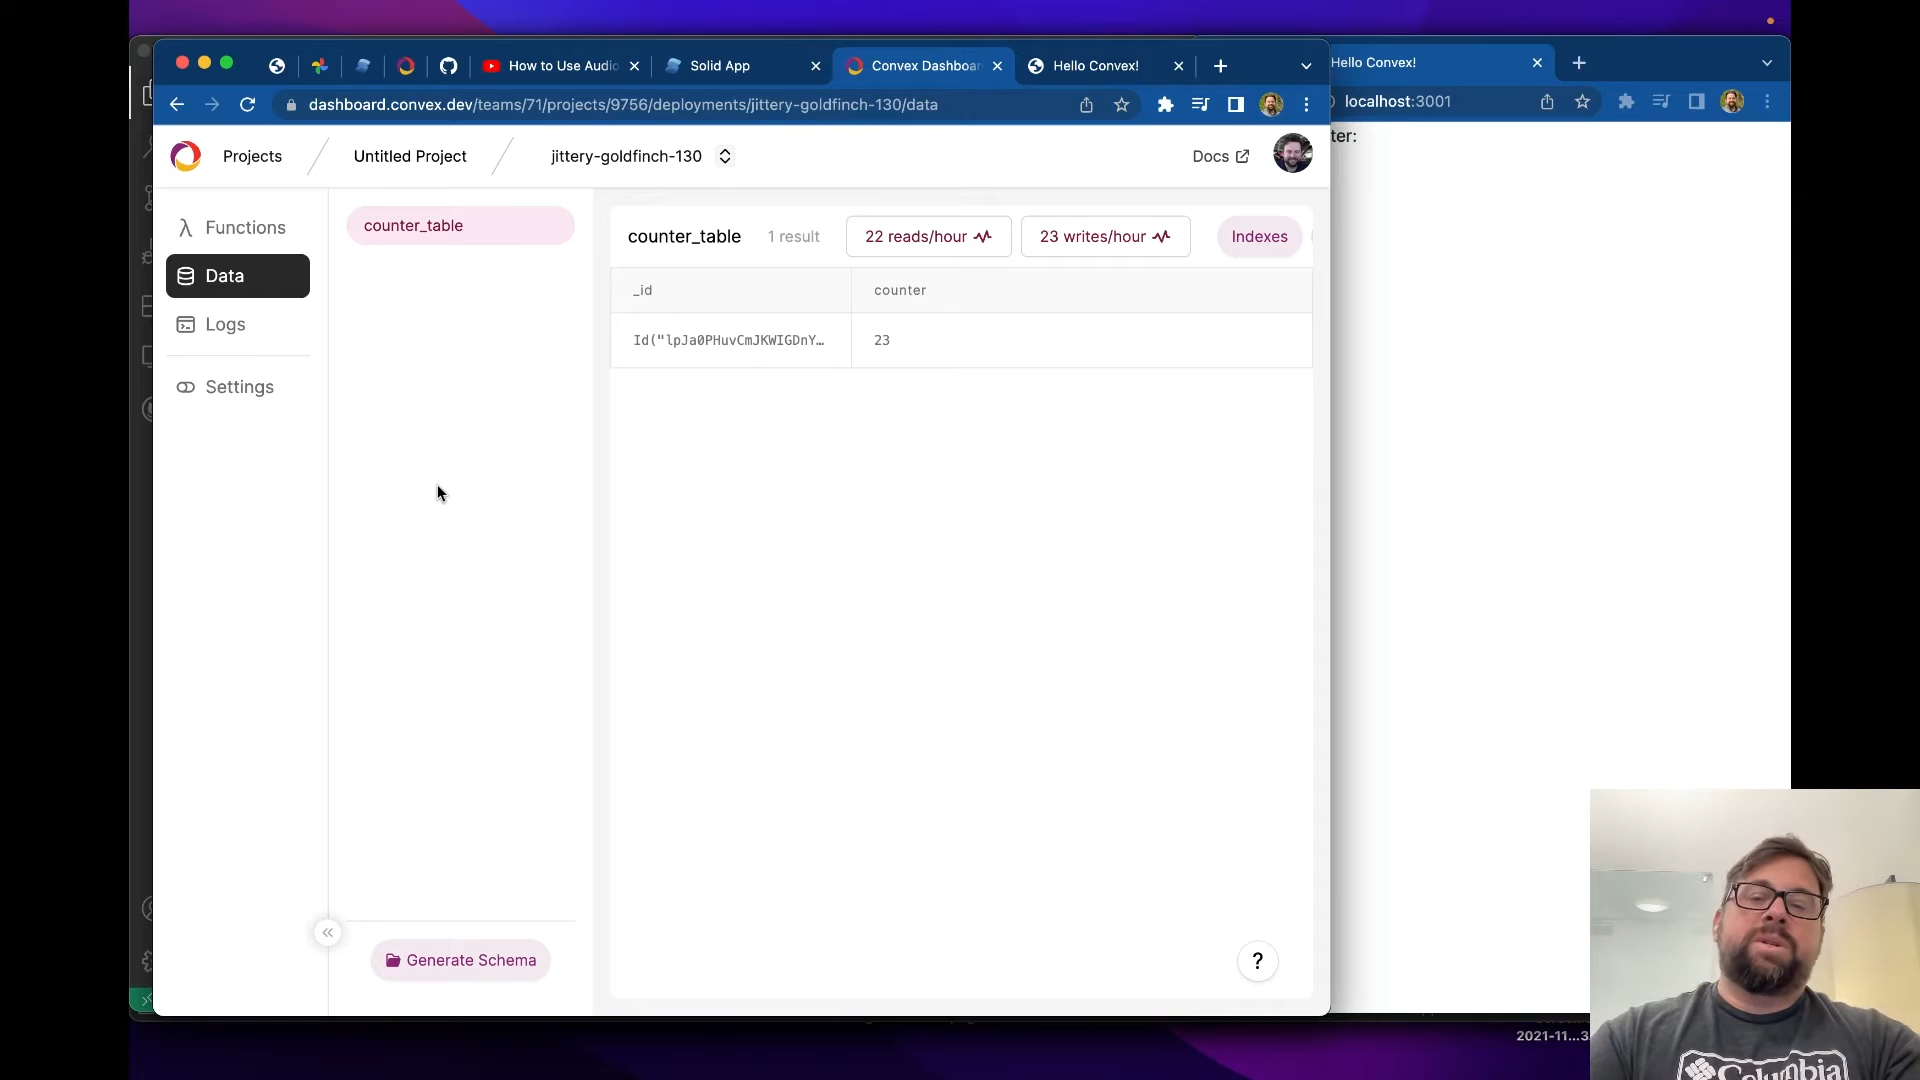 How to Use Audio
Solid App
Convex Dashboar
Hello Convex!
Hello Convex!
dashboard.convex.dev/teams/71/projects/9756/deployments/jittery-goldfinch-130/data
localhost:3001
ter:
Projects
Untitled Project
jittery-goldfinch-130
Docs
Functions
Data
Logs
Settings
counter_table
Generate Schema
counter_table
1 result
22 reads/hour
23 writes/hour
Indexes
_id
counter
Id("lpJa0PHuvCmJKWIGDnY…
23
?
2021-11...3
Columbia